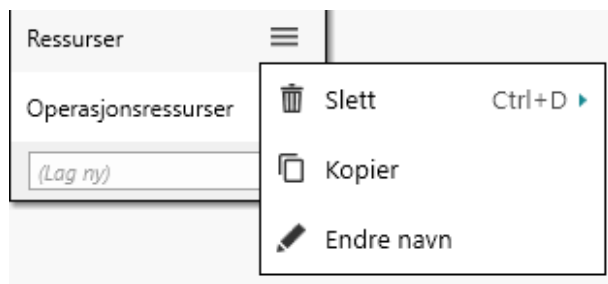 Ressurser
Operasjonsressurser
(Lag ny)
Slett Ctrl+D
Kopier
Endre navn